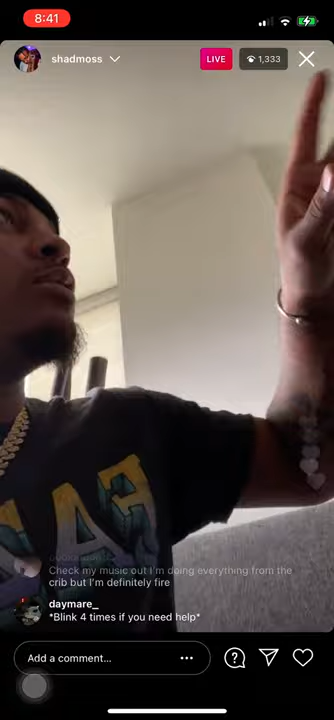 8:41
shadmoss
LIVE
1,333
Check my music out I'm doing everything from the
crib but I'm definitely fire
daymare_
*Blink 4 times if you need help*
Add a comment...